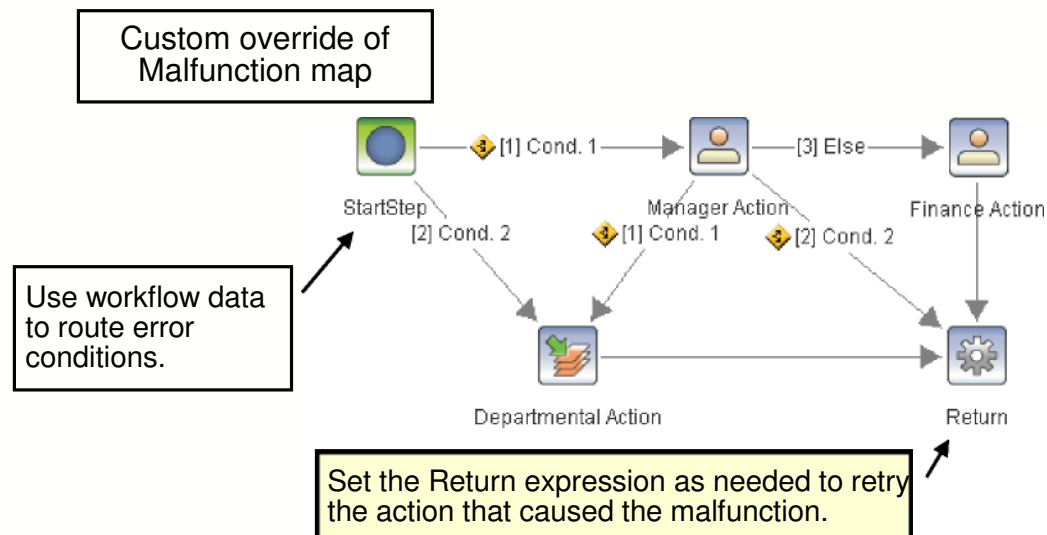 Custom override of
Malfunction map
[1] Cond. 1
[3] Else
StartStep
Manager Action
Finance Action
[2] Cond. 2
[1] Cond. 1
[2] Cond. 2
Use workflow data
to route error
conditions.
Departmental Action
Return
Set the Return expression as needed to retry
the action that caused the malfunction.